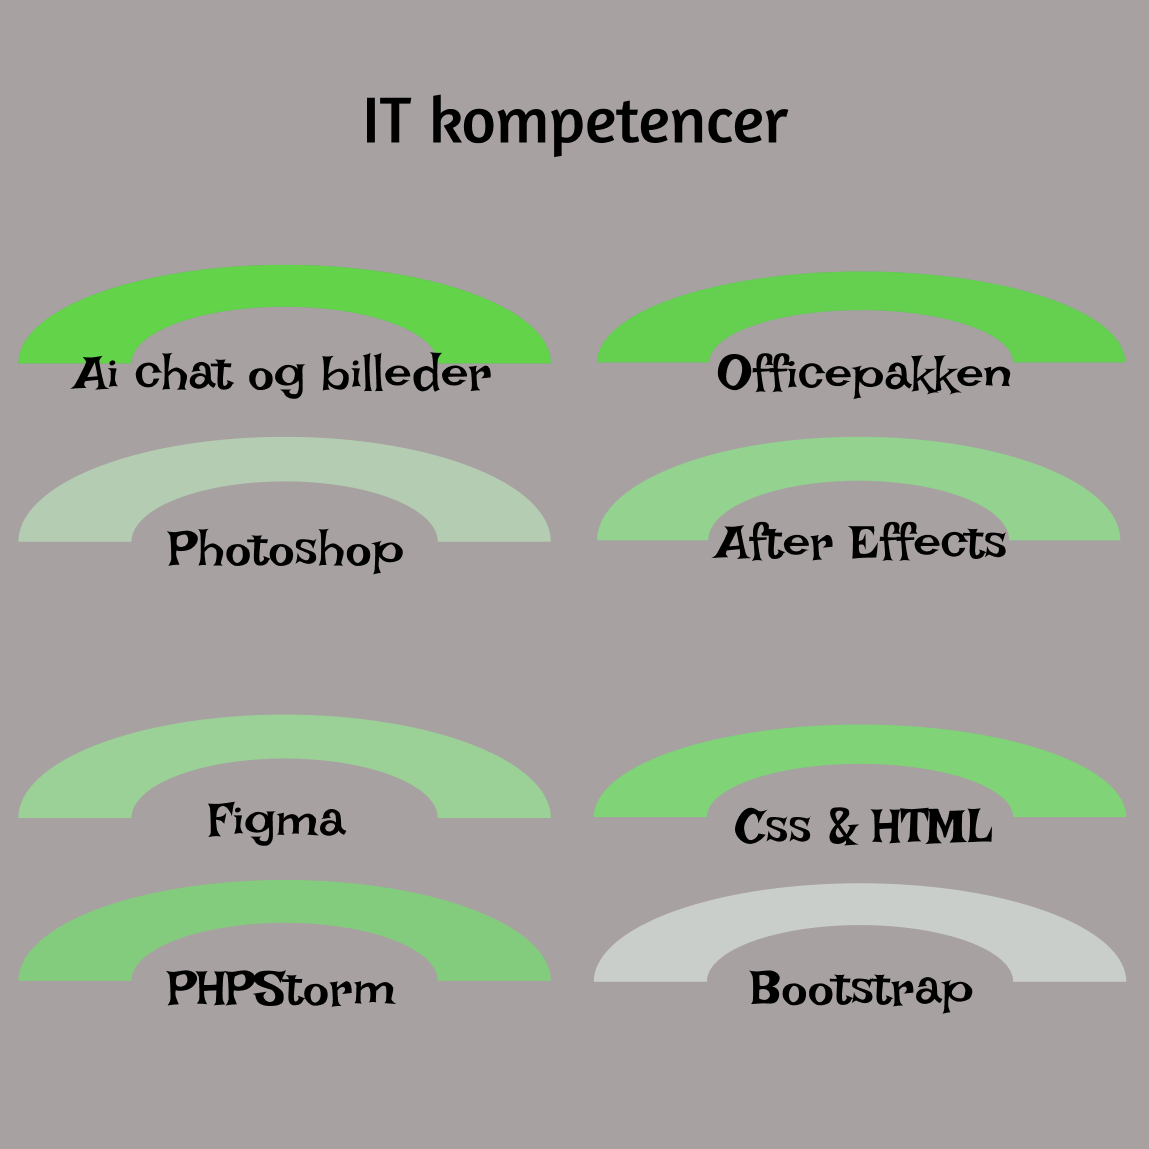 IT kompetencer
Ai chat og billeder
Officepakken
Photoshop
After Effects
Figma
Css & HTML
PHPStorm
Bootstrap